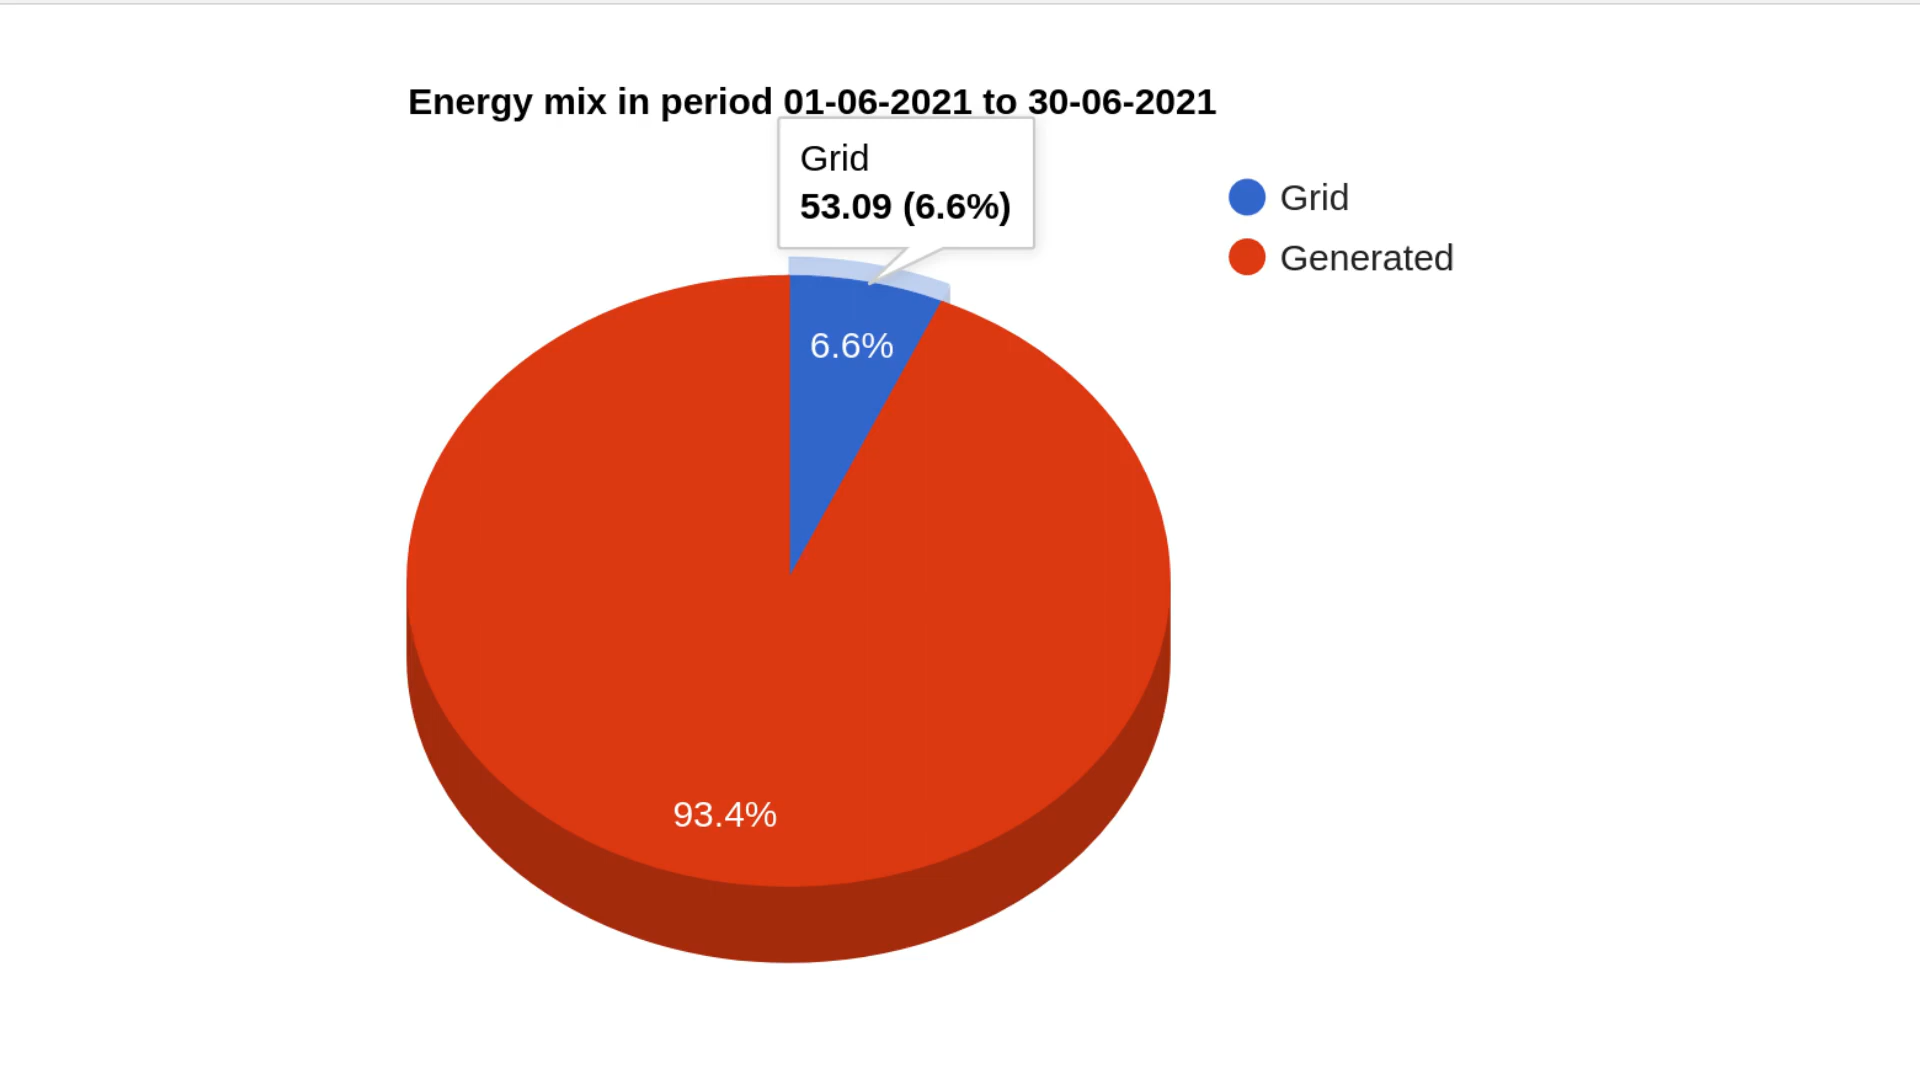 Energy mix in period 01-06-2021 to 30-06-2021
Grid
53.09 (6.6%)
Grid
Generated
6.6%
93.4%